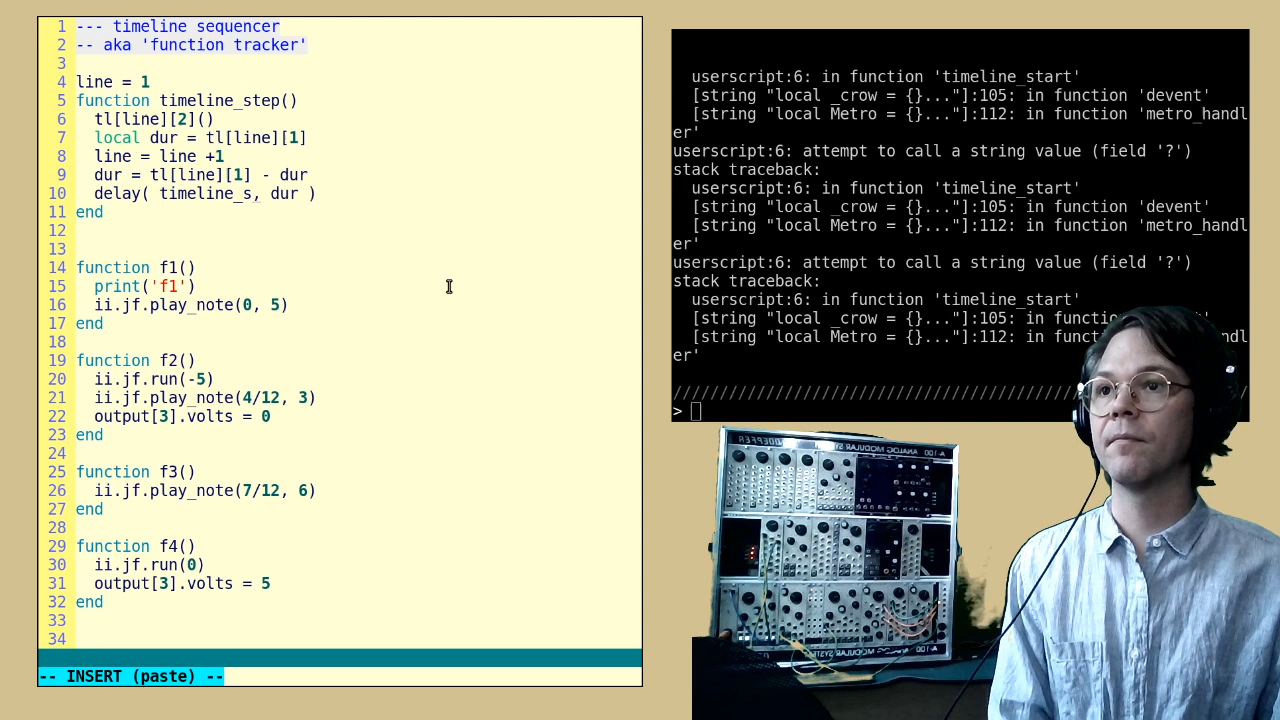 1 --- timeline sequencer
2 -- aka 'function tracker'
3
4 line = 1
5 function timeline_step()
6   tl[line][2]()
7   local dur = tl[line][1]
8   line = line +1
9   dur = tl[line][1] - dur
10   delay( timeline_s, dur )
11 end
12
13
14 function f1()
15   print('f1')
16   ii.jf.play_note(0, 5)
17 end
18
19 function f2()
20   ii.jf.run(-5)
21   ii.jf.play_note(4/12, 3)
22   output[3].volts = 0
23 end
24
25 function f3()
26   ii.jf.play_note(7/12, 6)
27 end
28
29 function f4()
30   ii.jf.run(0)
31   output[3].volts = 5
32 end
33
34
-- INSERT (paste) --
userscript:6: in function 'timeline_start'
[string "local _crow = {}..."]:105: in function 'devent'
[string "local Metro = {}..."]:112: in function 'metro_handl
er'
userscript:6: attempt to call a string value (field '?')
stack traceback:
userscript:6: in function 'timeline_start'
[string "local _crow = {}..."]:105: in function 'devent'
[string "local Metro = {}..."]:112: in function 'metro_handl
er'
userscript:6: attempt to call a string value (field '?')
stack traceback:
userscript:6: in function 'timeline_start'
[string "local _crow = {}..."]:105: in functi
[string "local Metro = {}..."]:112: in functi
er'
>
DOEPFER
A-100 ANALOG MODULAR SY
A-100